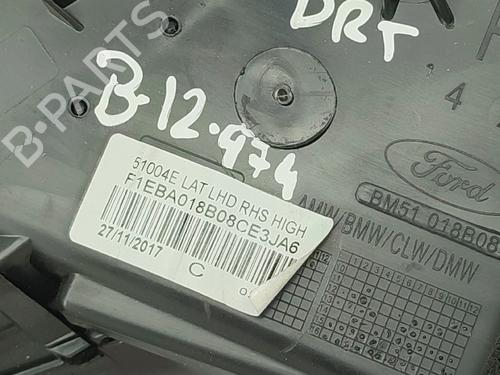 B-PARTS
DRT
B-12-974
51004E LAT LHD RHS HIGH
F1EBA018B08CE3JA6
27/11/2017
C
Ford
BM51 018B08
AMW/BMW/CLW/DMW
4